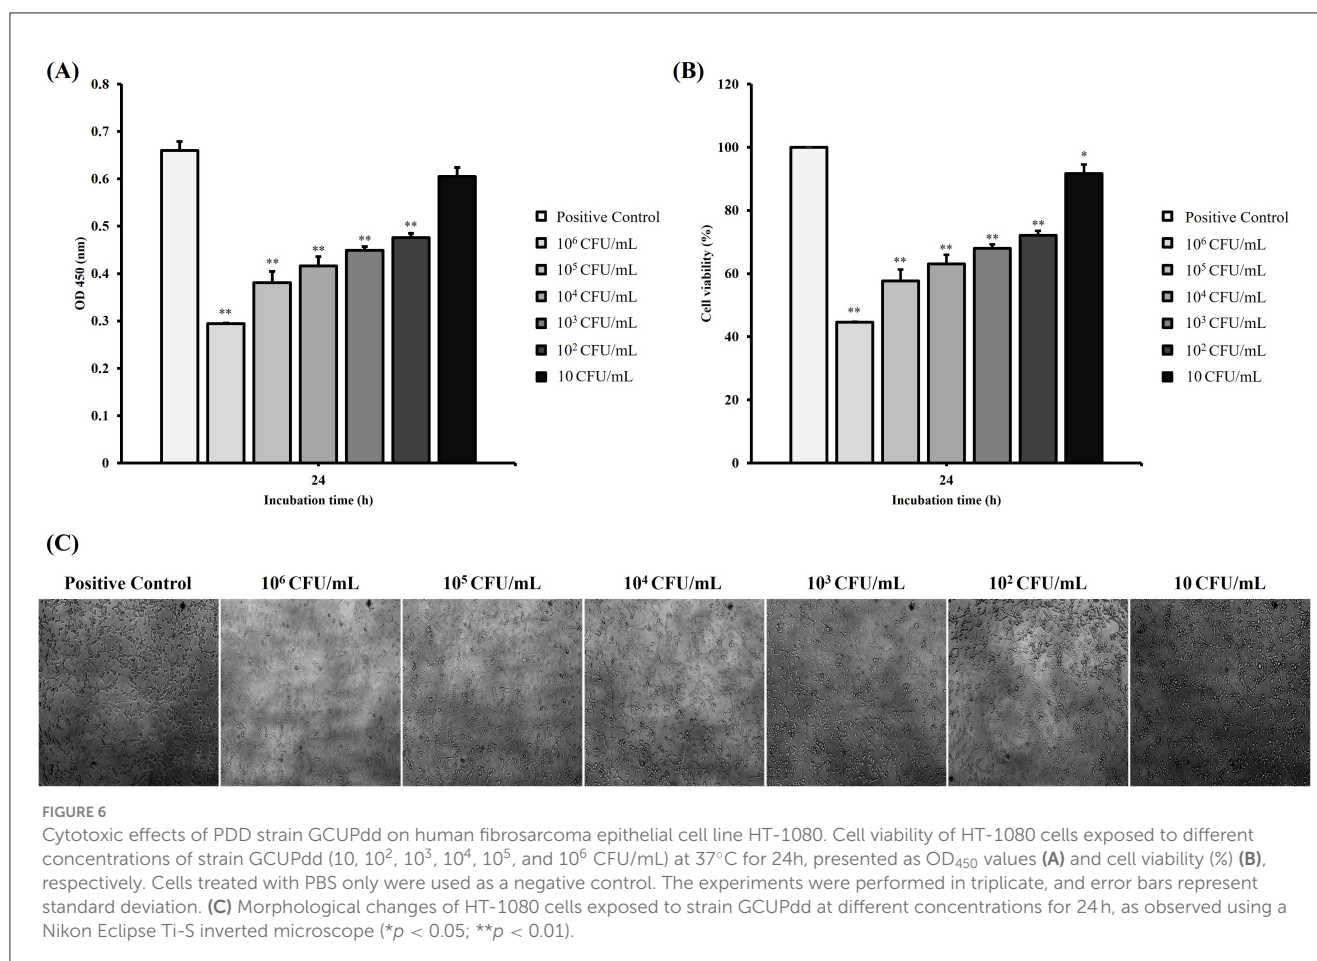 (A)
0.8
0.7
0.6
0.5
0.4
0.3
0.2
0.1
0
OD 450 (nm)
**
**
**
**
**
24
Incubation time (h)
Positive Control
10⁶ CFU/mL
10⁵ CFU/mL
10⁴ CFU/mL
10³ CFU/mL
10² CFU/mL
10 CFU/mL
(B)
120
100
80
60
40
20
0
Cell viability (%)
**
**
**
**
**
*
24
Incubation time (h)
Positive Control
10⁶ CFU/mL
10⁵ CFU/mL
10⁴ CFU/mL
10³ CFU/mL
10² CFU/mL
10 CFU/mL
(C)
Positive Control 10⁶ CFU/mL 10⁵ CFU/mL 10⁴ CFU/mL 10³ CFU/mL 10² CFU/mL 10 CFU/mL
FIGURE 6
Cytotoxic effects of PDD strain GCUPdd on human fibrosarcoma epithelial cell line HT-1080. Cell viability of HT-1080 cells exposed to different
concentrations of strain GCUPdd (10, 10², 10³, 10⁴, 10⁵, and 10⁶ CFU/mL) at 37°C for 24h, presented as OD₄₅₀ values (A) and cell viability (%) (B),
respectively. Cells treated with PBS only were used as a negative control. The experiments were performed in triplicate, and error bars represent
standard deviation. (C) Morphological changes of HT-1080 cells exposed to strain GCUPdd at different concentrations for 24 h, as observed using a
Nikon Eclipse Ti-S inverted microscope (*p < 0.05; **p < 0.01).